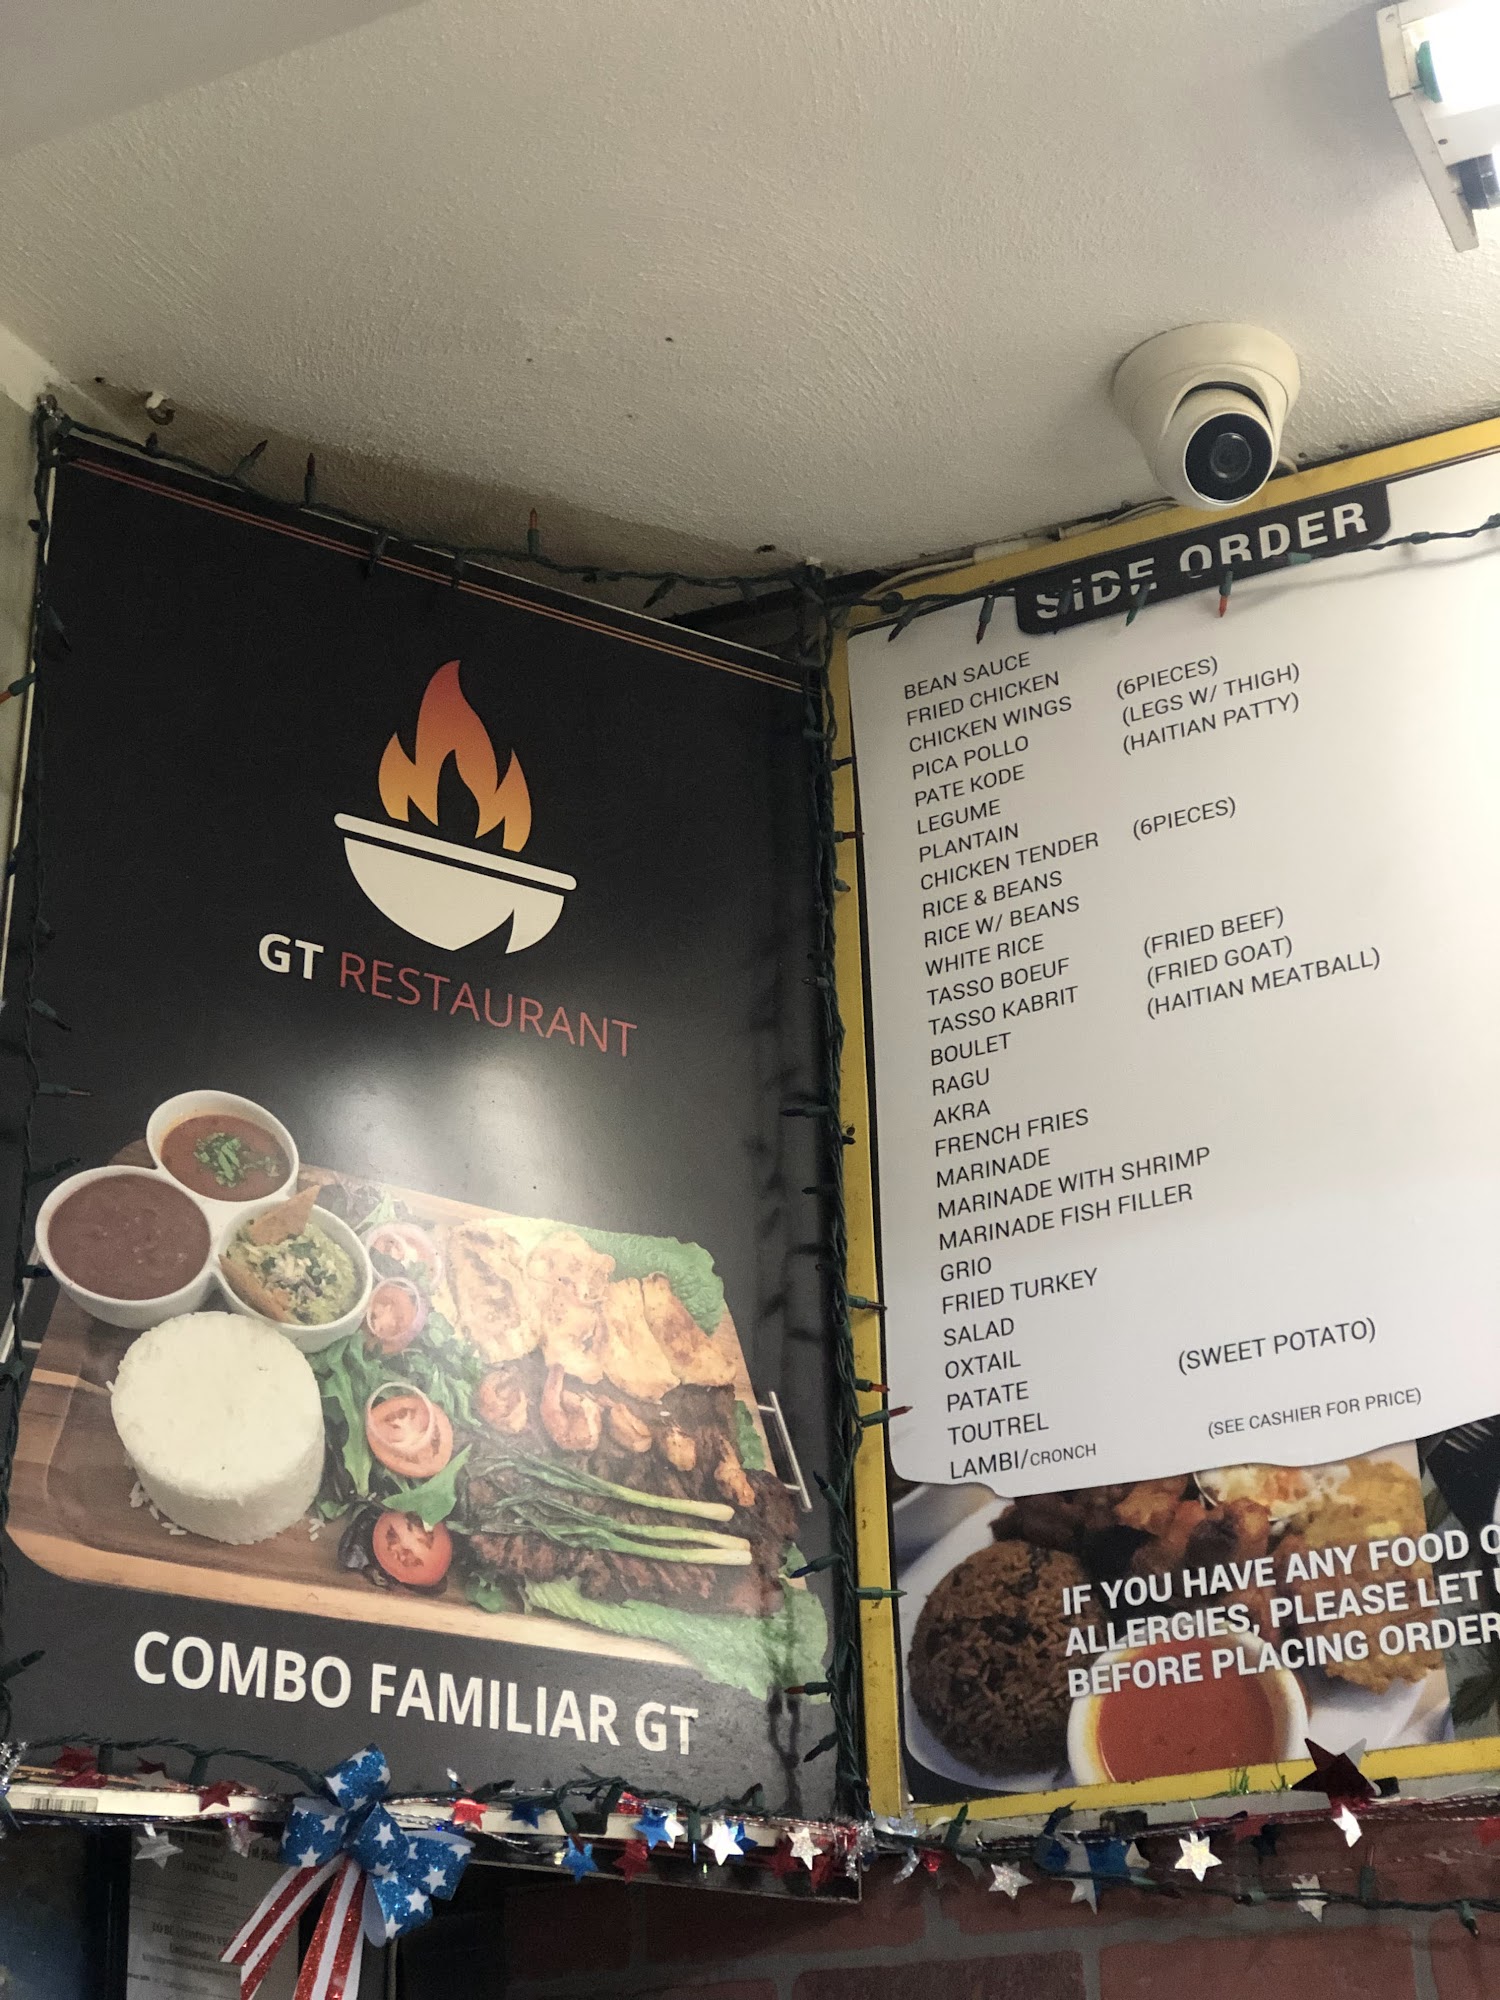 GT RESTAURANT
COMBO FAMILIAR GT
SIDE ORDER
BEAN SAUCE
FRIED CHICKEN
CHICKEN WINGS (6PIECES)
PICA POLLO (LEGS W/ THIGH)
PATE KODE (HAITIAN PATTY)
LEGUME
PLANTAIN
CHICKEN TENDER (6PIECES)
RICE & BEANS
RICE W/ BEANS
WHITE RICE
TASSO BOEUF (FRIED BEEF)
TASSO KABRIT (FRIED GOAT)
BOULET (HAITIAN MEATBALL)
RAGU
AKRA
FRENCH FRIES
MARINADE
MARINADE WITH SHRIMP
MARINADE FISH FILLER
GRIO
FRIED TURKEY
SALAD
OXTAIL
PATATE (SWEET POTATO)
TOUTREL
LAMBI/CRONCH (SEE CASHIER FOR PRICE)
IF YOU HAVE ANY FOOD
ALLERGIES, PLEASE LET
BEFORE PLACING ORDER